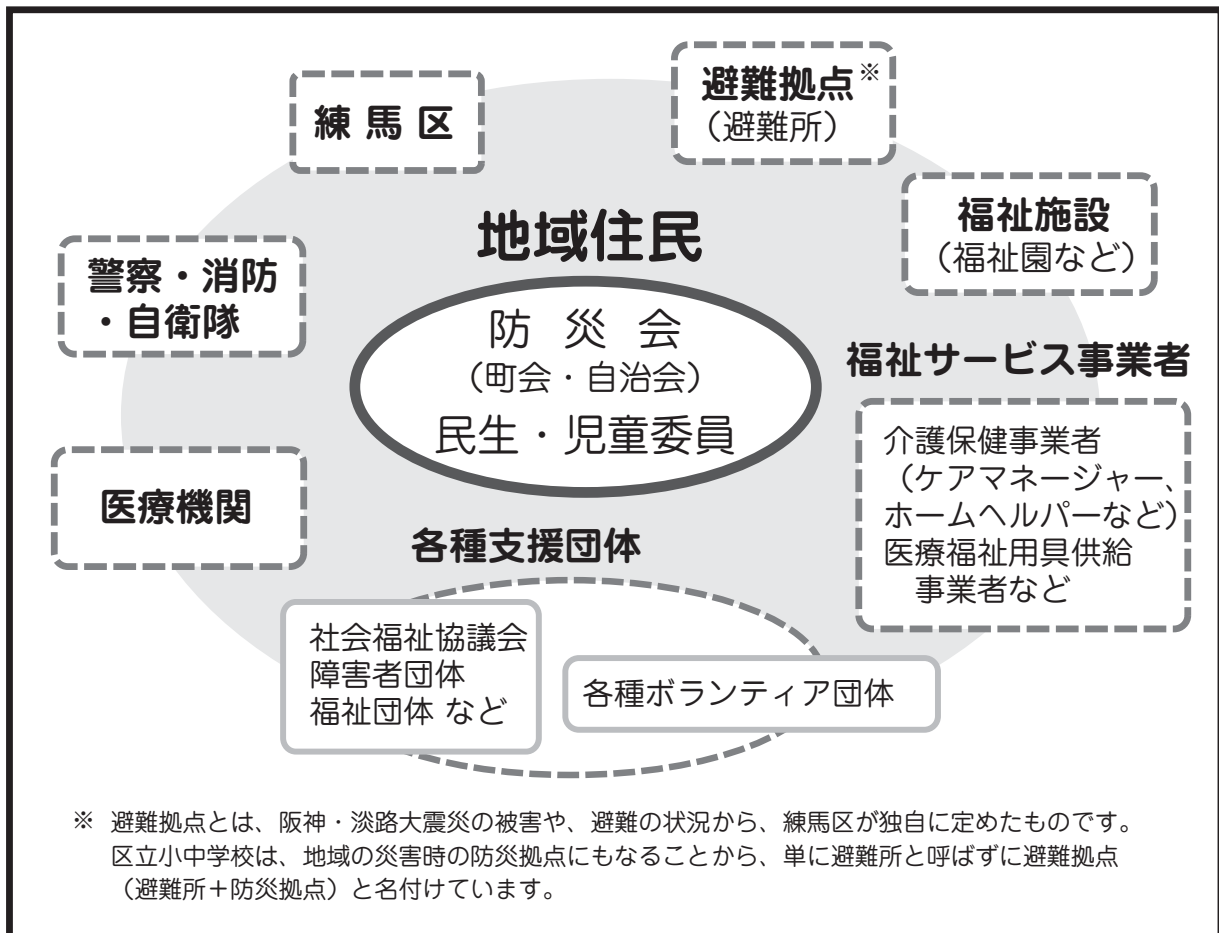 練馬区
避難拠点※
（避難所）
福祉施設
（福祉園など）
地域住民
警察・消防
・自衛隊
防災会
（町会・自治会）
民生・児童委員
福祉サービス事業者
介護保健事業者
（ケアマネージャー、
ホームヘルパーなど）
医療福祉用具供給
事業者など
医療機関
各種支援団体
社会福祉協議会
障害者団体
福祉団体 など
各種ボランティア団体
※ 避難拠点とは、阪神・淡路大震災の被害や、避難の状況から、練馬区が独自に定めたものです。
区立小中学校は、地域の災害時の防災拠点にもなることから、単に避難所と呼ばずに避難拠点
（避難所＋防災拠点）と名付けています。